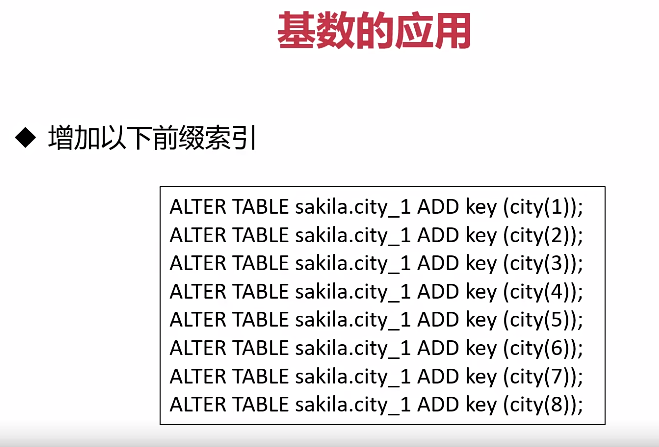 基数的应用
◆ 增加以下前缀索引
ALTER TABLE sakila.city_1 ADD key (city(1));
ALTER TABLE sakila.city_1 ADD key (city(2));
ALTER TABLE sakila.city_1 ADD key (city(3));
ALTER TABLE sakila.city_1 ADD key (city(4));
ALTER TABLE sakila.city_1 ADD key (city(5));
ALTER TABLE sakila.city_1 ADD key (city(6));
ALTER TABLE sakila.city_1 ADD key (city(7));
ALTER TABLE sakila.city_1 ADD key (city(8));